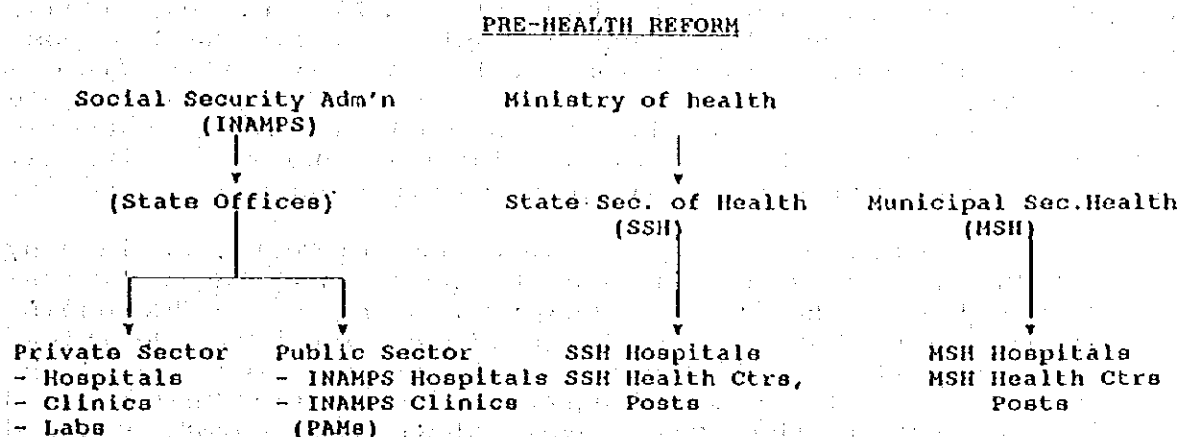 PRE-HEALTH REFORM
Social Security Adm'n Ministry of health
(INAMPS)
(State Offices) State Sec. of Health Municipal Sec.Health
(SSH) (MSH)
Private Sector Public Sector SSH Hospitals MSH Hospitals
- Hospitals - INAMPS Hospitals SSH Health Ctrs, MSH Health Ctrs
- Clinics - INAMPS Clinics Posts Posts
- Labs (PAMs)